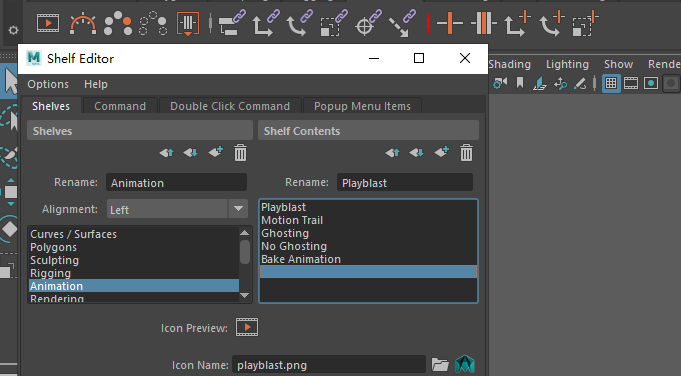 Shelf Editor
Options Help
Shading Lighting Show Rende
Shelves Command Double Click Command Popup Menu Items
Shelves Shelf Contents
Rename: Animation Rename: Playblast
Alignment: Left
Playblast
Motion Trail
Ghosting
No Ghosting
Bake Animation
Curves / Surfaces
Polygons
Sculpting
Rigging
Animation
Rendering
Icon Preview:
Icon Name: playblast.png